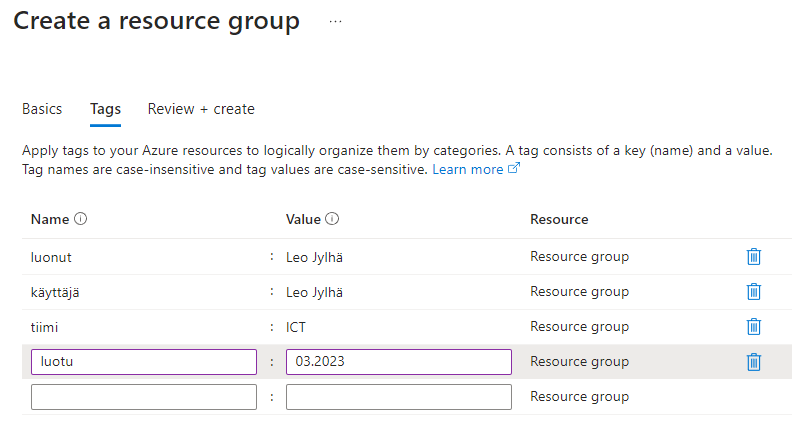 Create a resource group ...
Basics Tags Review + create
Apply tags to your Azure resources to logically organize them by categories. A tag consists of a key (name) and a value.
Tag names are case-insensitive and tag values are case-sensitive. Learn more
Name Value Resource
luonut : Leo Jylhä Resource group
käyttäjä : Leo Jylhä Resource group
tiimi : ICT Resource group
luotu : 03.2023 Resource group
: Resource group